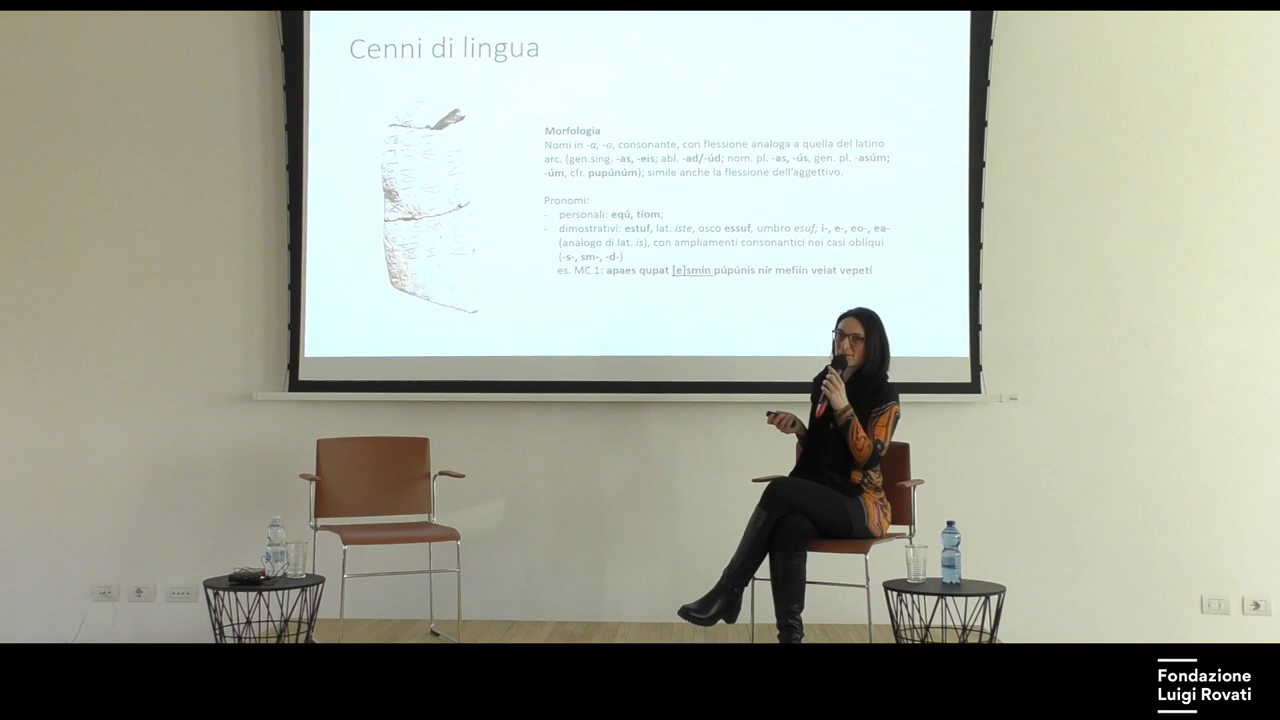 Cenni di lingua
Morfologia
Nomi in -a, -o, consonante, con flessione analoga a quella del latino
arc. (gen.sing. -as, -eis; abl. -ad/-úd; nom. pl. -as, -ús, gen. pl. -asúm;
-úm, cfr. pupúnúm); simile anche la flessione dell'aggettivo.
Pronomi:
- personali: eqú, tíom;
- dimostrativi: estuf, lat. iste, osco essuf, umbro esuf, i-, e-, eo-, ea-
(analogo di lat. is), con ampliamenti consonantici nei casi obliqui
(-s-, sm-, -d-)
es. MC 1: apaes qupat [e]smín púpúnis nír mefiín veiat vepetí
Fondazione
Luigi Rovati